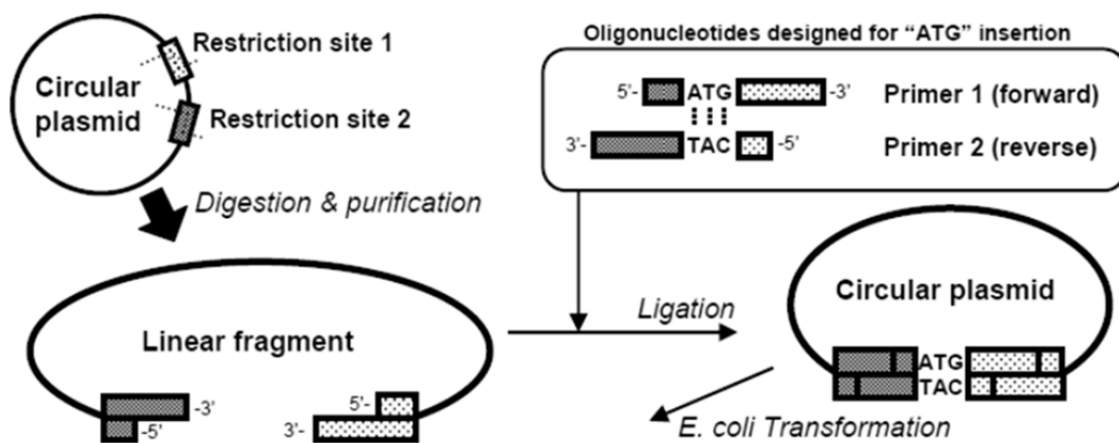 Restriction site 1
Circular
plasmid
Restriction site 2
Digestion & purification
Oligonucleotides designed for “ATG” insertion
5'- ATG -3' Primer 1 (forward)
3'- TAC -5' Primer 2 (reverse)
Linear fragment
-3'
-5'
5'-
3'-
Ligation
Circular plasmid
ATG
TAC
E. coli Transformation